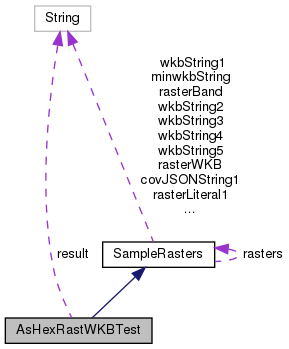 String
wkbString1
minwkbString
rasterBand
wkbString2
wkbString3
wkbString4
wkbString5
rasterWKB
covJSONString1
rasterLiteral1
...
result
SampleRasters
rasters
AsHexRastWKBTest